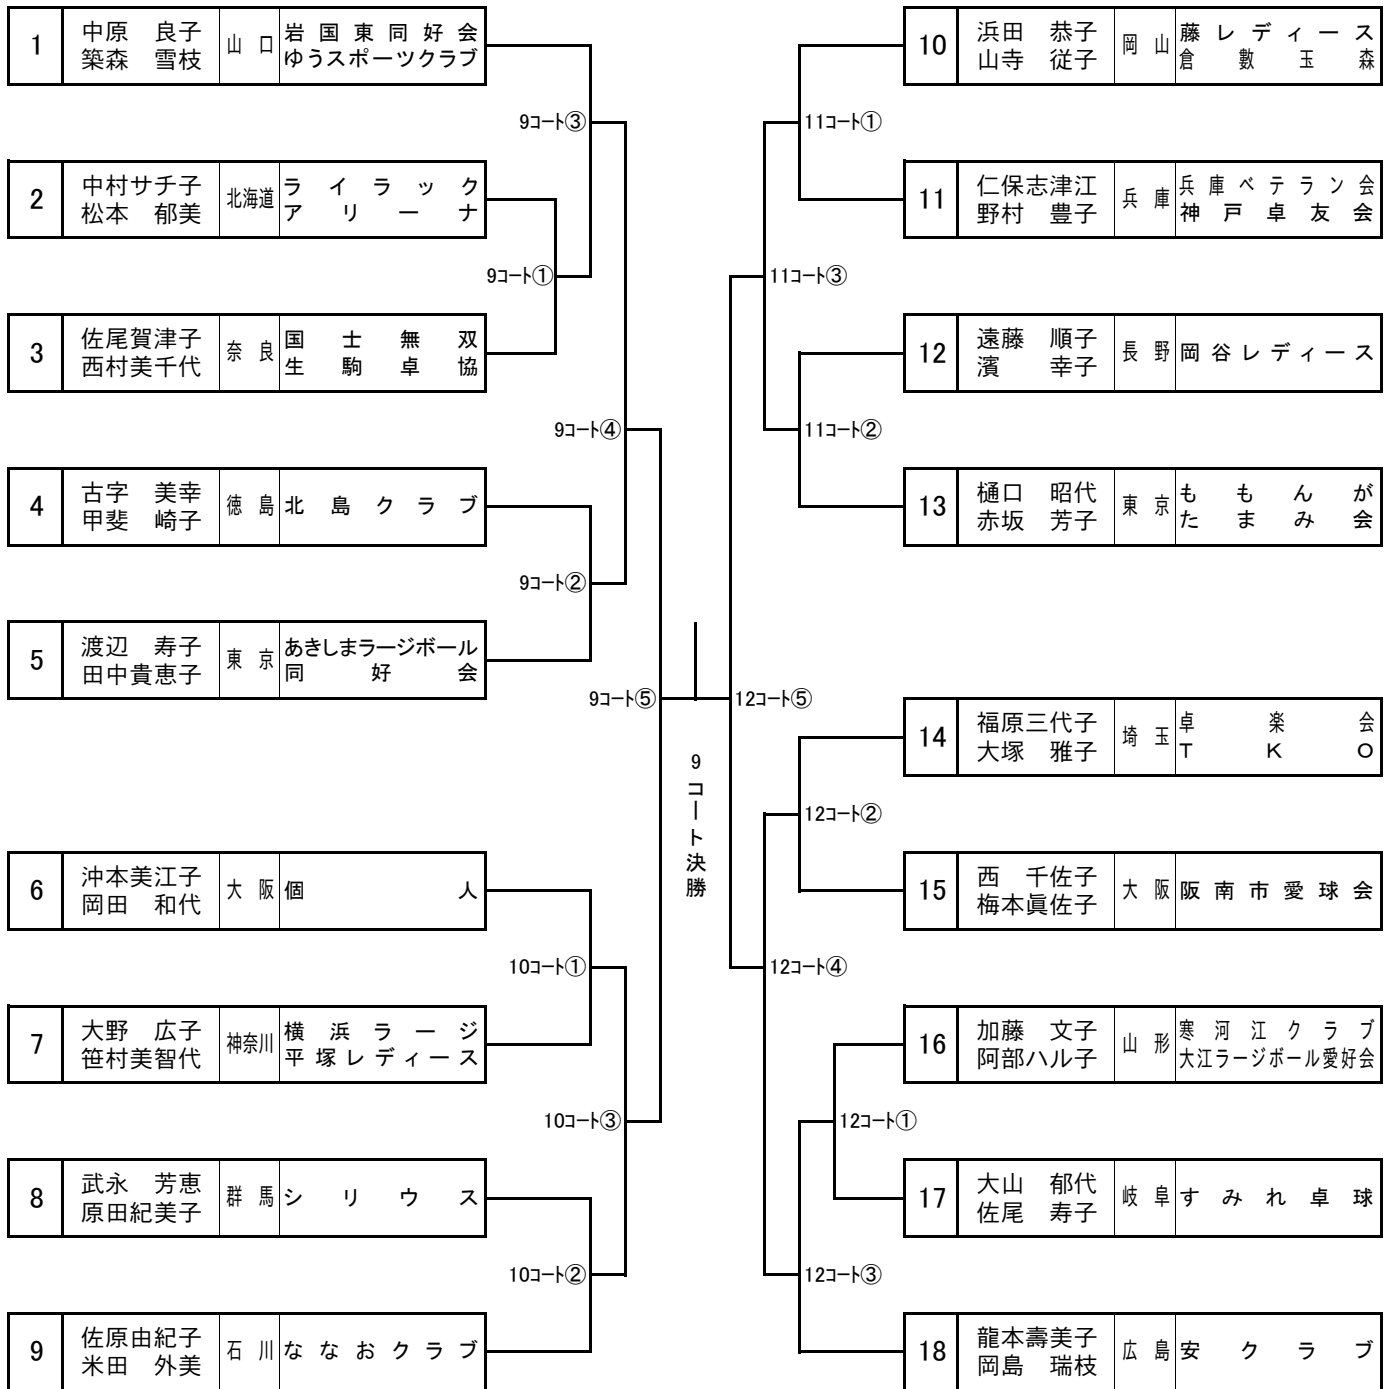 1 中原 良子 山口 岩国東同好会
築森 雪枝 ゆうスポーツクラブ
9コート③
2 中村サチ子 北海道 ライラック
松本 郁美 アリーナ
9コート①
3 佐尾賀津子 奈良 国士無双
西村美千代 生駒卓協
9コート④
4 古字 美幸 徳島 北島クラブ
甲斐 崎子
9コート②
5 渡辺 寿子 東京 あきしまラージボール
田中貴恵子 同好会
9コート⑤
6 沖本美江子 大阪 個人
岡田 和代
10コート①
7 大野 広子 神奈川 横浜ラージ
笹村美智代 平塚レディース
10コート③
8 武永 芳恵 群馬 シリウス
原田紀美子
10コート②
9 佐原由紀子 石川 ななおクラブ
米田 外美
9コート決勝
10 浜田 恭子 岡山 藤レディース
山寺 従子 倉敷玉森
11コート①
11 仁保志津江 兵庫 兵庫ベテラン会
野村 豊子 神戸卓友会
11コート③
12 遠藤 順子 長野 岡谷レディース
濱 幸子
11コート②
13 樋口 昭代 東京 ももんが
赤坂 芳子 たまみ会
12コート⑤
14 福原三代子 埼玉 卓楽会
大塚 雅子 TKO
12コート②
15 西 千佐子 大阪 阪南市愛球会
梅本眞佐子
12コート④
16 加藤 文子 山形 寒河江クラブ
阿部ハル子 大江ラージボール愛好会
12コート①
17 大山 郁代 岐阜 すみれ卓球
佐尾 寿子
12コート③
18 龍本壽美子 広島 安クラブ
岡島 瑞枝